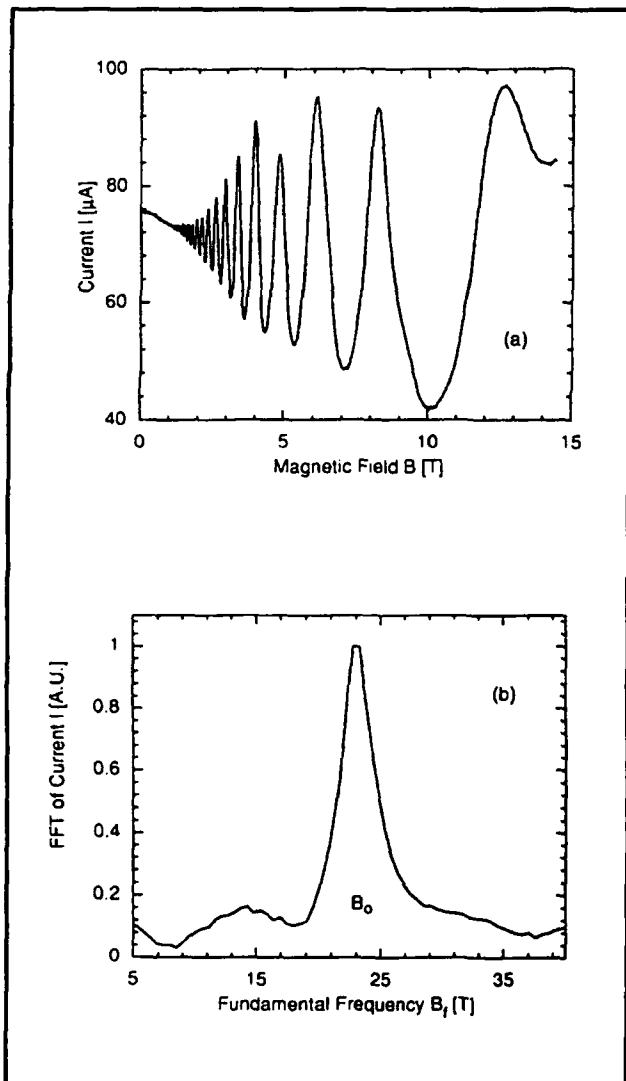 100
80
60
40
Current I [μA]
(a)
0
5
10
15
Magnetic Field B [T]
1
0.8
0.6
0.4
0.2
0
FFT of Current I [A.U.]
(b)
B₀
5
15
25
35
Fundamental Frequency B_f [T]